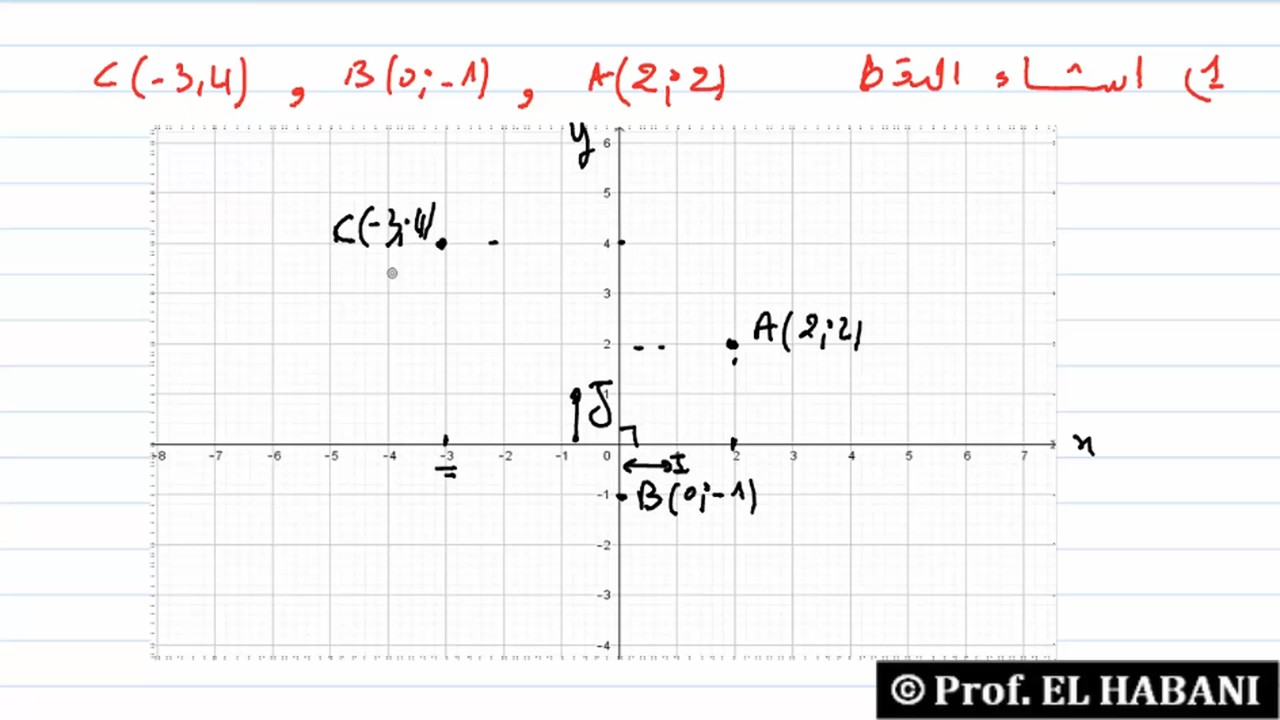 1) انشاء النقط A(2;2) , B(0;-1) , C(-3,4)
y
6
5
C(-3;4)
4
3
A(2;2)
2
J
1
-8 -7 -6 -5 -4 -3 -2 -1 0 2 3 4 5 6 7 x
I
-1 B(0;-1)
-2
-3
-4
© Prof. EL HABANI